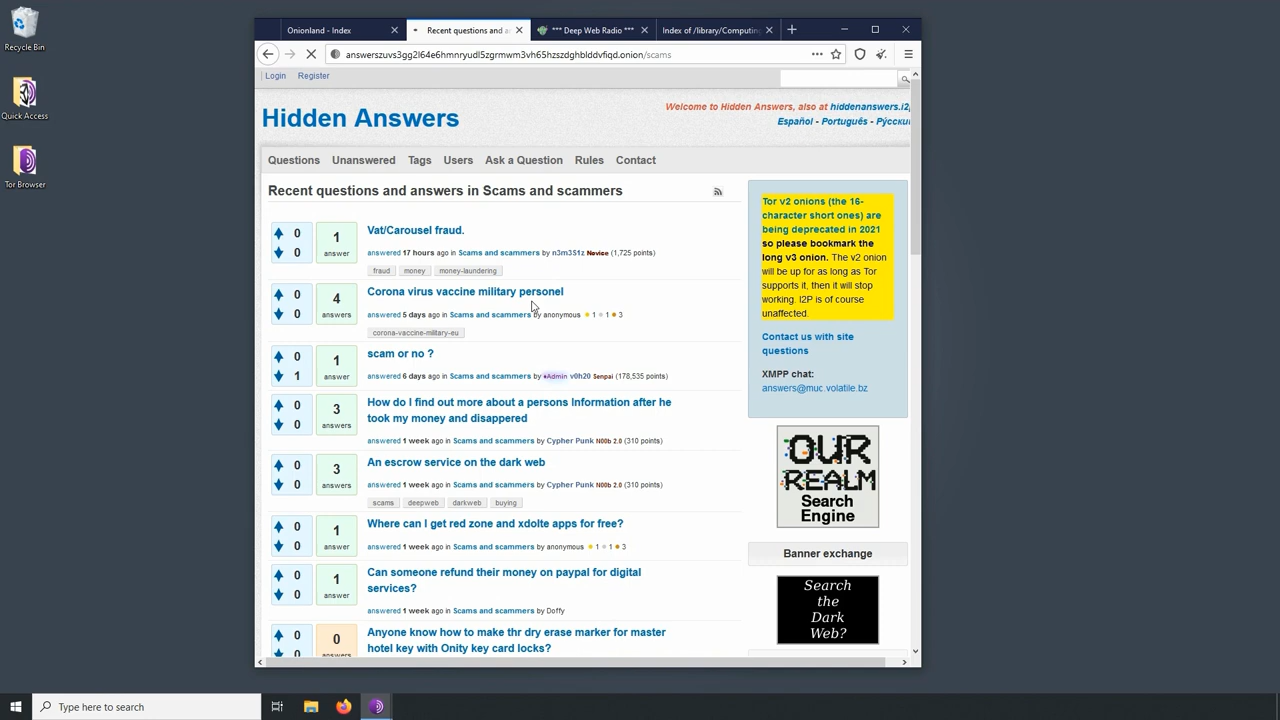 Recycle Bin
Quick Access
Tor Browser
Onionland - Index
Recent questions and a
*** Deep Web Radio ***
Index of /library/Computing
answerszuvs3gg2l64e6hmnryudl5zgrmwm3vh65hzszdghblddvfiqd.onion/scams
Login Register
Hidden Answers
Welcome to Hidden Answers, also at hiddenanswers.i2p
Español - Português - Русски
Questions Unanswered Tags Users Ask a Question Rules Contact
Recent questions and answers in Scams and scammers
0
0
1
answer
Vat/Carousel fraud.
answered 17 hours ago in Scams and scammers by n3m351z Novice (1,725 points)
fraud money money-laundering
0
0
4
answers
Corona virus vaccine military personel
answered 5 days ago in Scams and scammers by anonymous 1 1 3
corona-vaccine-military-eu
0
1
1
answer
scam or no ?
answered 6 days ago in Scams and scammers by ♦Admin v0h20 Senpai (178,535 points)
0
0
3
answers
How do I find out more about a persons Information after he
took my money and disappered
answered 1 week ago in Scams and scammers by Cypher Punk N00b 2.0 (310 points)
0
0
3
answers
An escrow service on the dark web
answered 1 week ago in Scams and scammers by Cypher Punk N00b 2.0 (310 points)
scams deepweb darkweb buying
0
0
1
answer
Where can I get red zone and xdolte apps for free?
answered 1 week ago in Scams and scammers by anonymous 1 1 3
0
0
1
answer
Can someone refund their money on paypal for digital
services?
answered 1 week ago in Scams and scammers by Doffy
0
0
0
answers
Anyone know how to make thr dry erase marker for master
hotel key with Onity key card locks?
Tor v2 onions (the 16-
character short ones) are
being deprecated in 2021
so please bookmark the
long v3 onion. The v2 onion
will be up for as long as Tor
supports it, then it will stop
working. I2P is of course
unaffected.
Contact us with site
questions
XMPP chat:
answers@muc.volatile.bz
OUR
REALM
Search
Engine
Banner exchange
Search
the
Dark
Web?
Type here to search